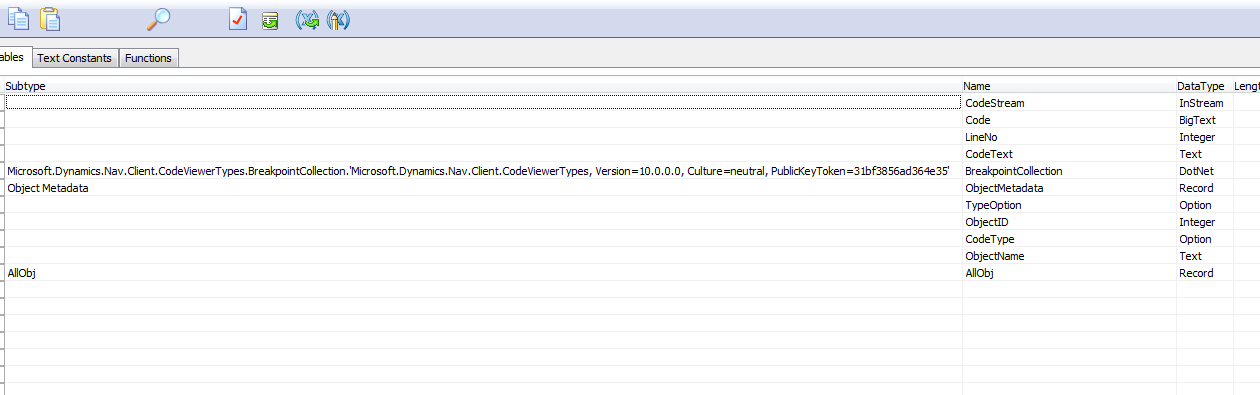 ables Text Constants Functions
Subtype Name DataType Lengt
CodeStream InStream
Code BigText
LineNo Integer
CodeText Text
Microsoft.Dynamics.Nav.Client.CodeViewerTypes.BreakpointCollection.'Microsoft.Dynamics.Nav.Client.CodeViewerTypes, Version=10.0.0.0, Culture=neutral, PublicKeyToken=31bf3856ad364e35' BreakpointCollection DotNet
Object Metadata ObjectMetadata Record
TypeOption Option
ObjectID Integer
CodeType Option
ObjectName Text
AllObj AllObj Record